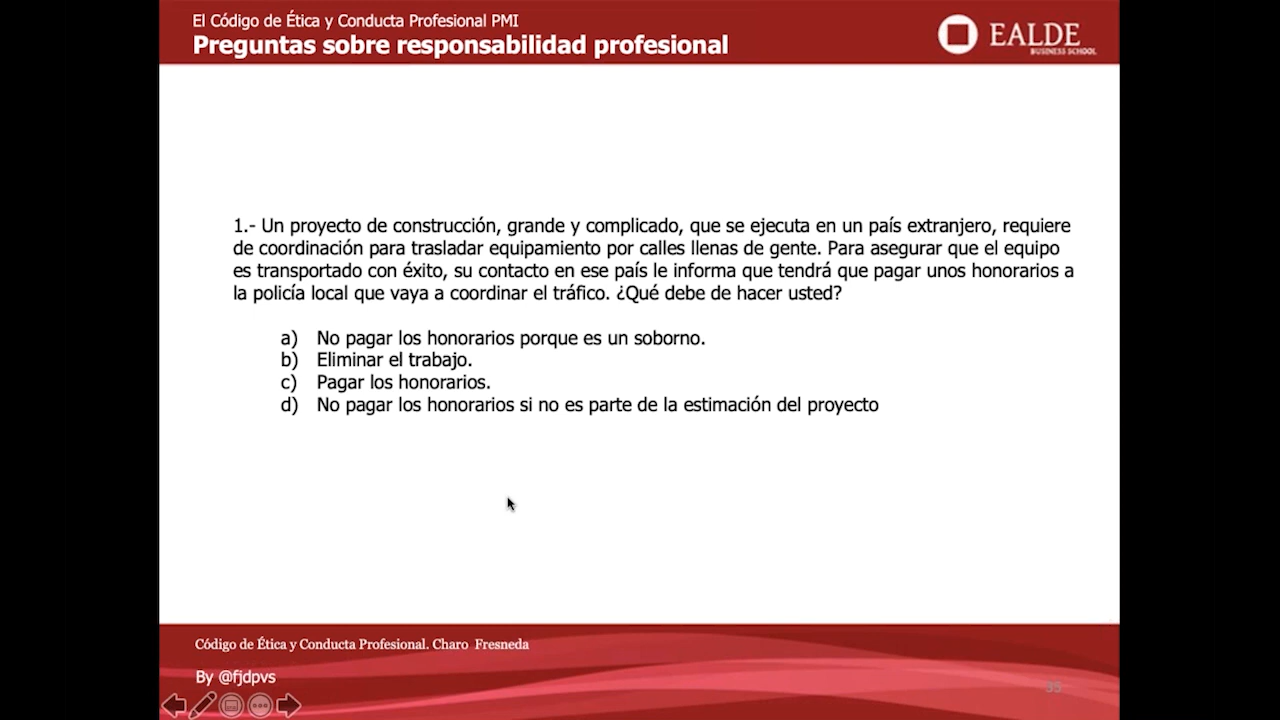 El Código de Ética y Conducta Profesional PMI
Preguntas sobre responsabilidad profesional
EALDE
BUSINESS SCHOOL
1.- Un proyecto de construcción, grande y complicado, que se ejecuta en un país extranjero, requiere
de coordinación para trasladar equipamiento por calles llenas de gente. Para asegurar que el equipo
es transportado con éxito, su contacto en ese país le informa que tendrá que pagar unos honorarios a
la policía local que vaya a coordinar el tráfico. ¿Qué debe de hacer usted?
a) No pagar los honorarios porque es un soborno.
b) Eliminar el trabajo.
c) Pagar los honorarios.
d) No pagar los honorarios si no es parte de la estimación del proyecto
Código de Ética y Conducta Profesional. Charo Fresneda
By @fjdpvs
35